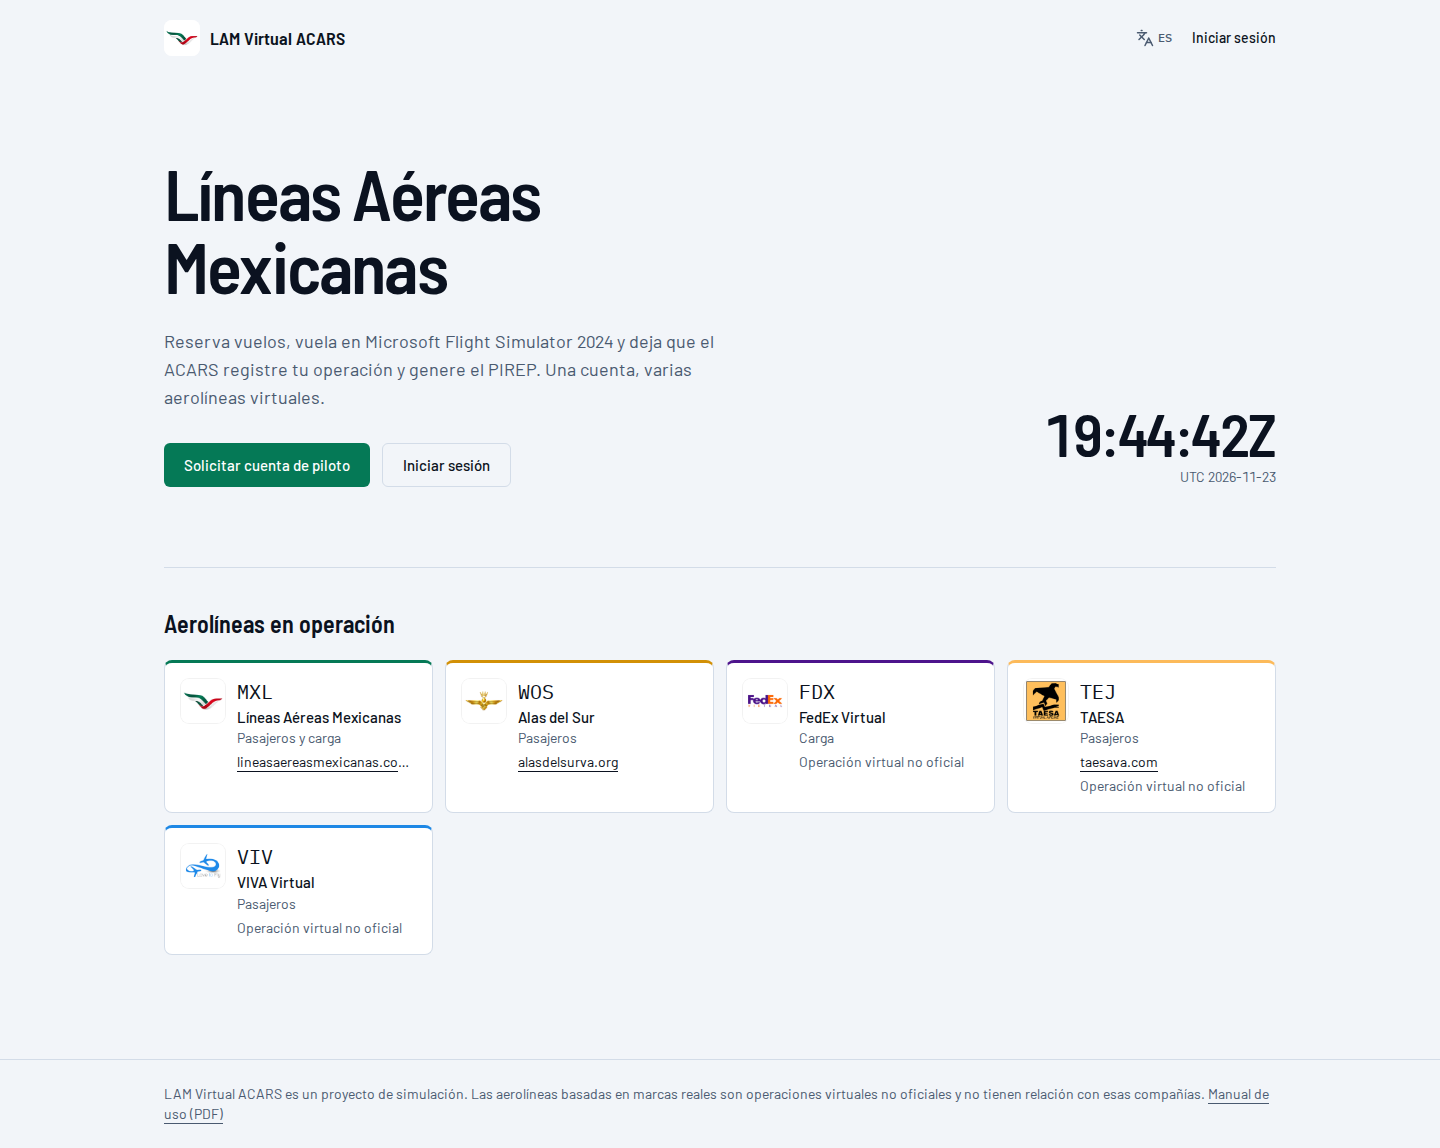 LAM Virtual ACARS
ES
Iniciar sesión
Líneas Aéreas
Mexicanas
Reserva vuelos, vuela en Microsoft Flight Simulator 2024 y deja que el
ACARS registre tu operación y genere el PIREP. Una cuenta, varias
aerolíneas virtuales.
Solicitar cuenta de piloto
Iniciar sesión
19:44:42Z
UTC 2026-11-23
Aerolíneas en operación
MXL
Líneas Aéreas Mexicanas
Pasajeros y carga
lineasaereasmexicanas.co…
WOS
Alas del Sur
Pasajeros
alasdelsurva.org
FedEx
VIRTUAL
FDX
FedEx Virtual
Carga
Operación virtual no oficial
TAESA
TEJ
TAESA
Pasajeros
taesava.com
Operación virtual no oficial
VIV
VIVA Virtual
Pasajeros
Operación virtual no oficial
LAM Virtual ACARS es un proyecto de simulación. Las aerolíneas basadas en marcas reales son operaciones virtuales no oficiales y no tienen relación con esas compañías. Manual de
uso (PDF)